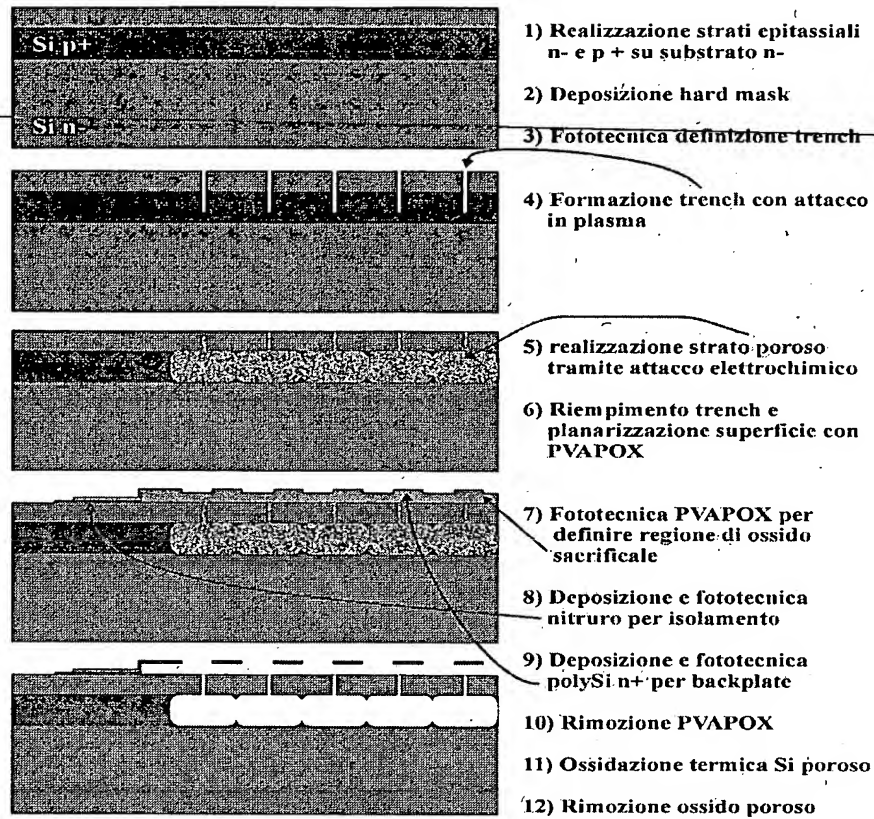 Si p+
Si n-
1) Realizzazione strati epitassiali
n- e p + su substrato n-
2) Deposizione hard mask
3) Fototecnica definizione trench
4) Formazione trench con attacco
in plasma
5) realizzazione strato poroso
tramite attacco elettrochimico
6) Riempimento trench e
planarizzazione superficie con
PVAPOX
7) Fototecnica PVAPOX per
definire regione di ossido
sacrificale
8) Deposizione e fototecnica
nitruro per isolamento
9) Deposizione e fototecnica
polySi n+ per backplate
10) Rimozione PVAPOX
11) Ossidazione termica Si poroso
12) Rimozione ossido poroso